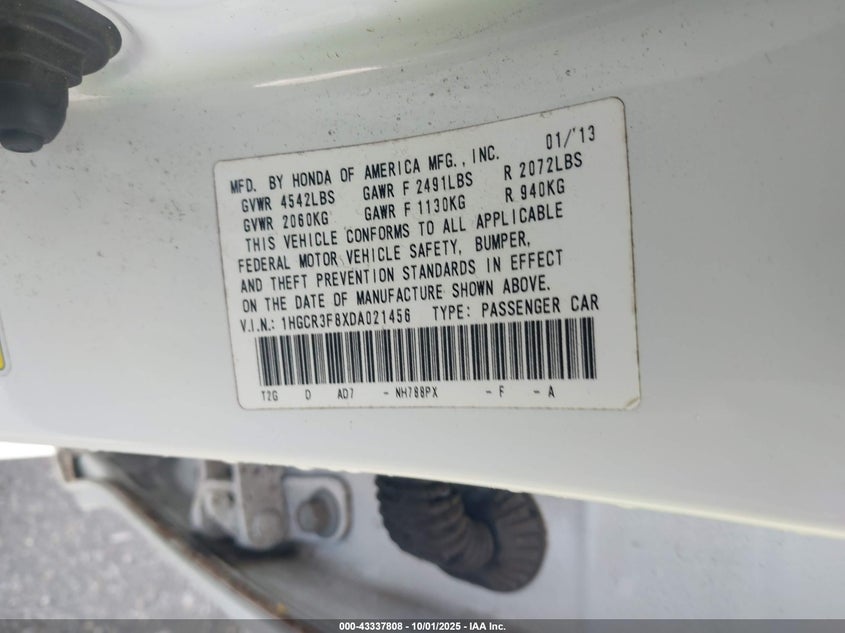 01/'13
MFD. BY HONDA OF AMERICA MFG., INC.
GVWR 4542LBS GAWR F 2491LBS R 2072LBS
GVWR 2060KG GAWR F 1130KG R 940KG
THIS VEHICLE CONFORMS TO ALL APPLICABLE
FEDERAL MOTOR VEHICLE SAFETY, BUMPER,
AND THEFT PREVENTION STANDARDS IN EFFECT
ON THE DATE OF MANUFACTURE SHOWN ABOVE.
V.I.N.: 1HGCR3F8XDA021456 TYPE: PASSENGER CAR
T2G D AD7 - NH788PX - F - A
000-43337808 - 10/01/2025 - IAA Inc.